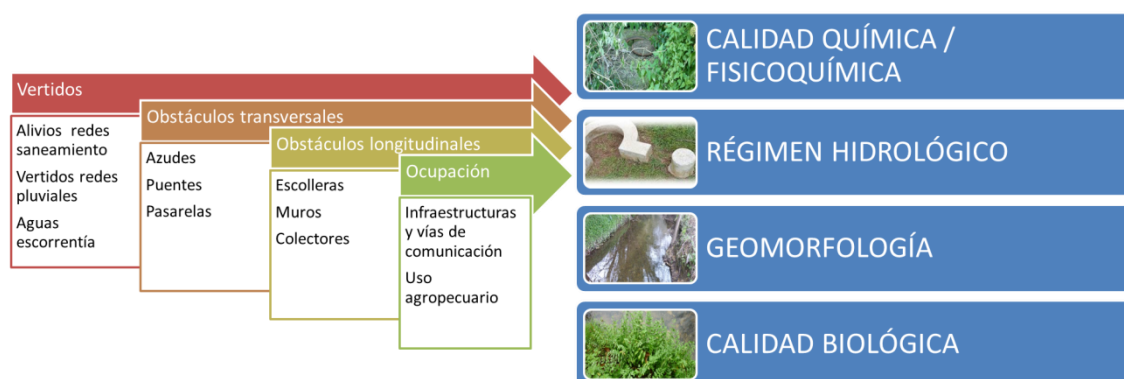 Vertidos
Alivios redes
saneamiento
Vertidos redes
pluviales
Aguas
escorrentía
Obstáculos transversales
Azudes
Puentes
Pasarelas
Obstáculos longitudinales
Escolleras
Muros
Colectores
Ocupación
Infraestructuras
y vías de
comunicación
Uso
agropecuario
CALIDAD QUÍMICA /
FISICOQUÍMICA
RÉGIMEN HIDROLÓGICO
GEOMORFOLOGÍA
CALIDAD BIOLÓGICA